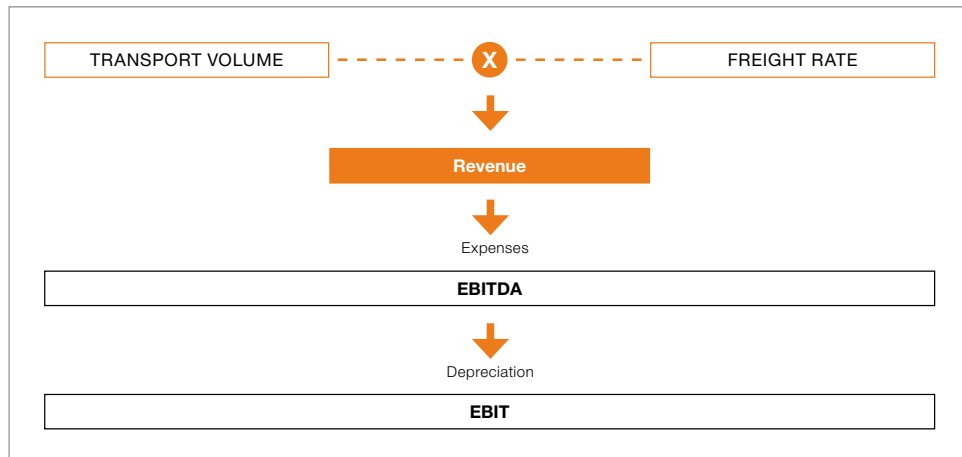 TRANSPORT VOLUME X FREIGHT RATE
Revenue
Expenses
EBITDA
Depreciation
EBIT